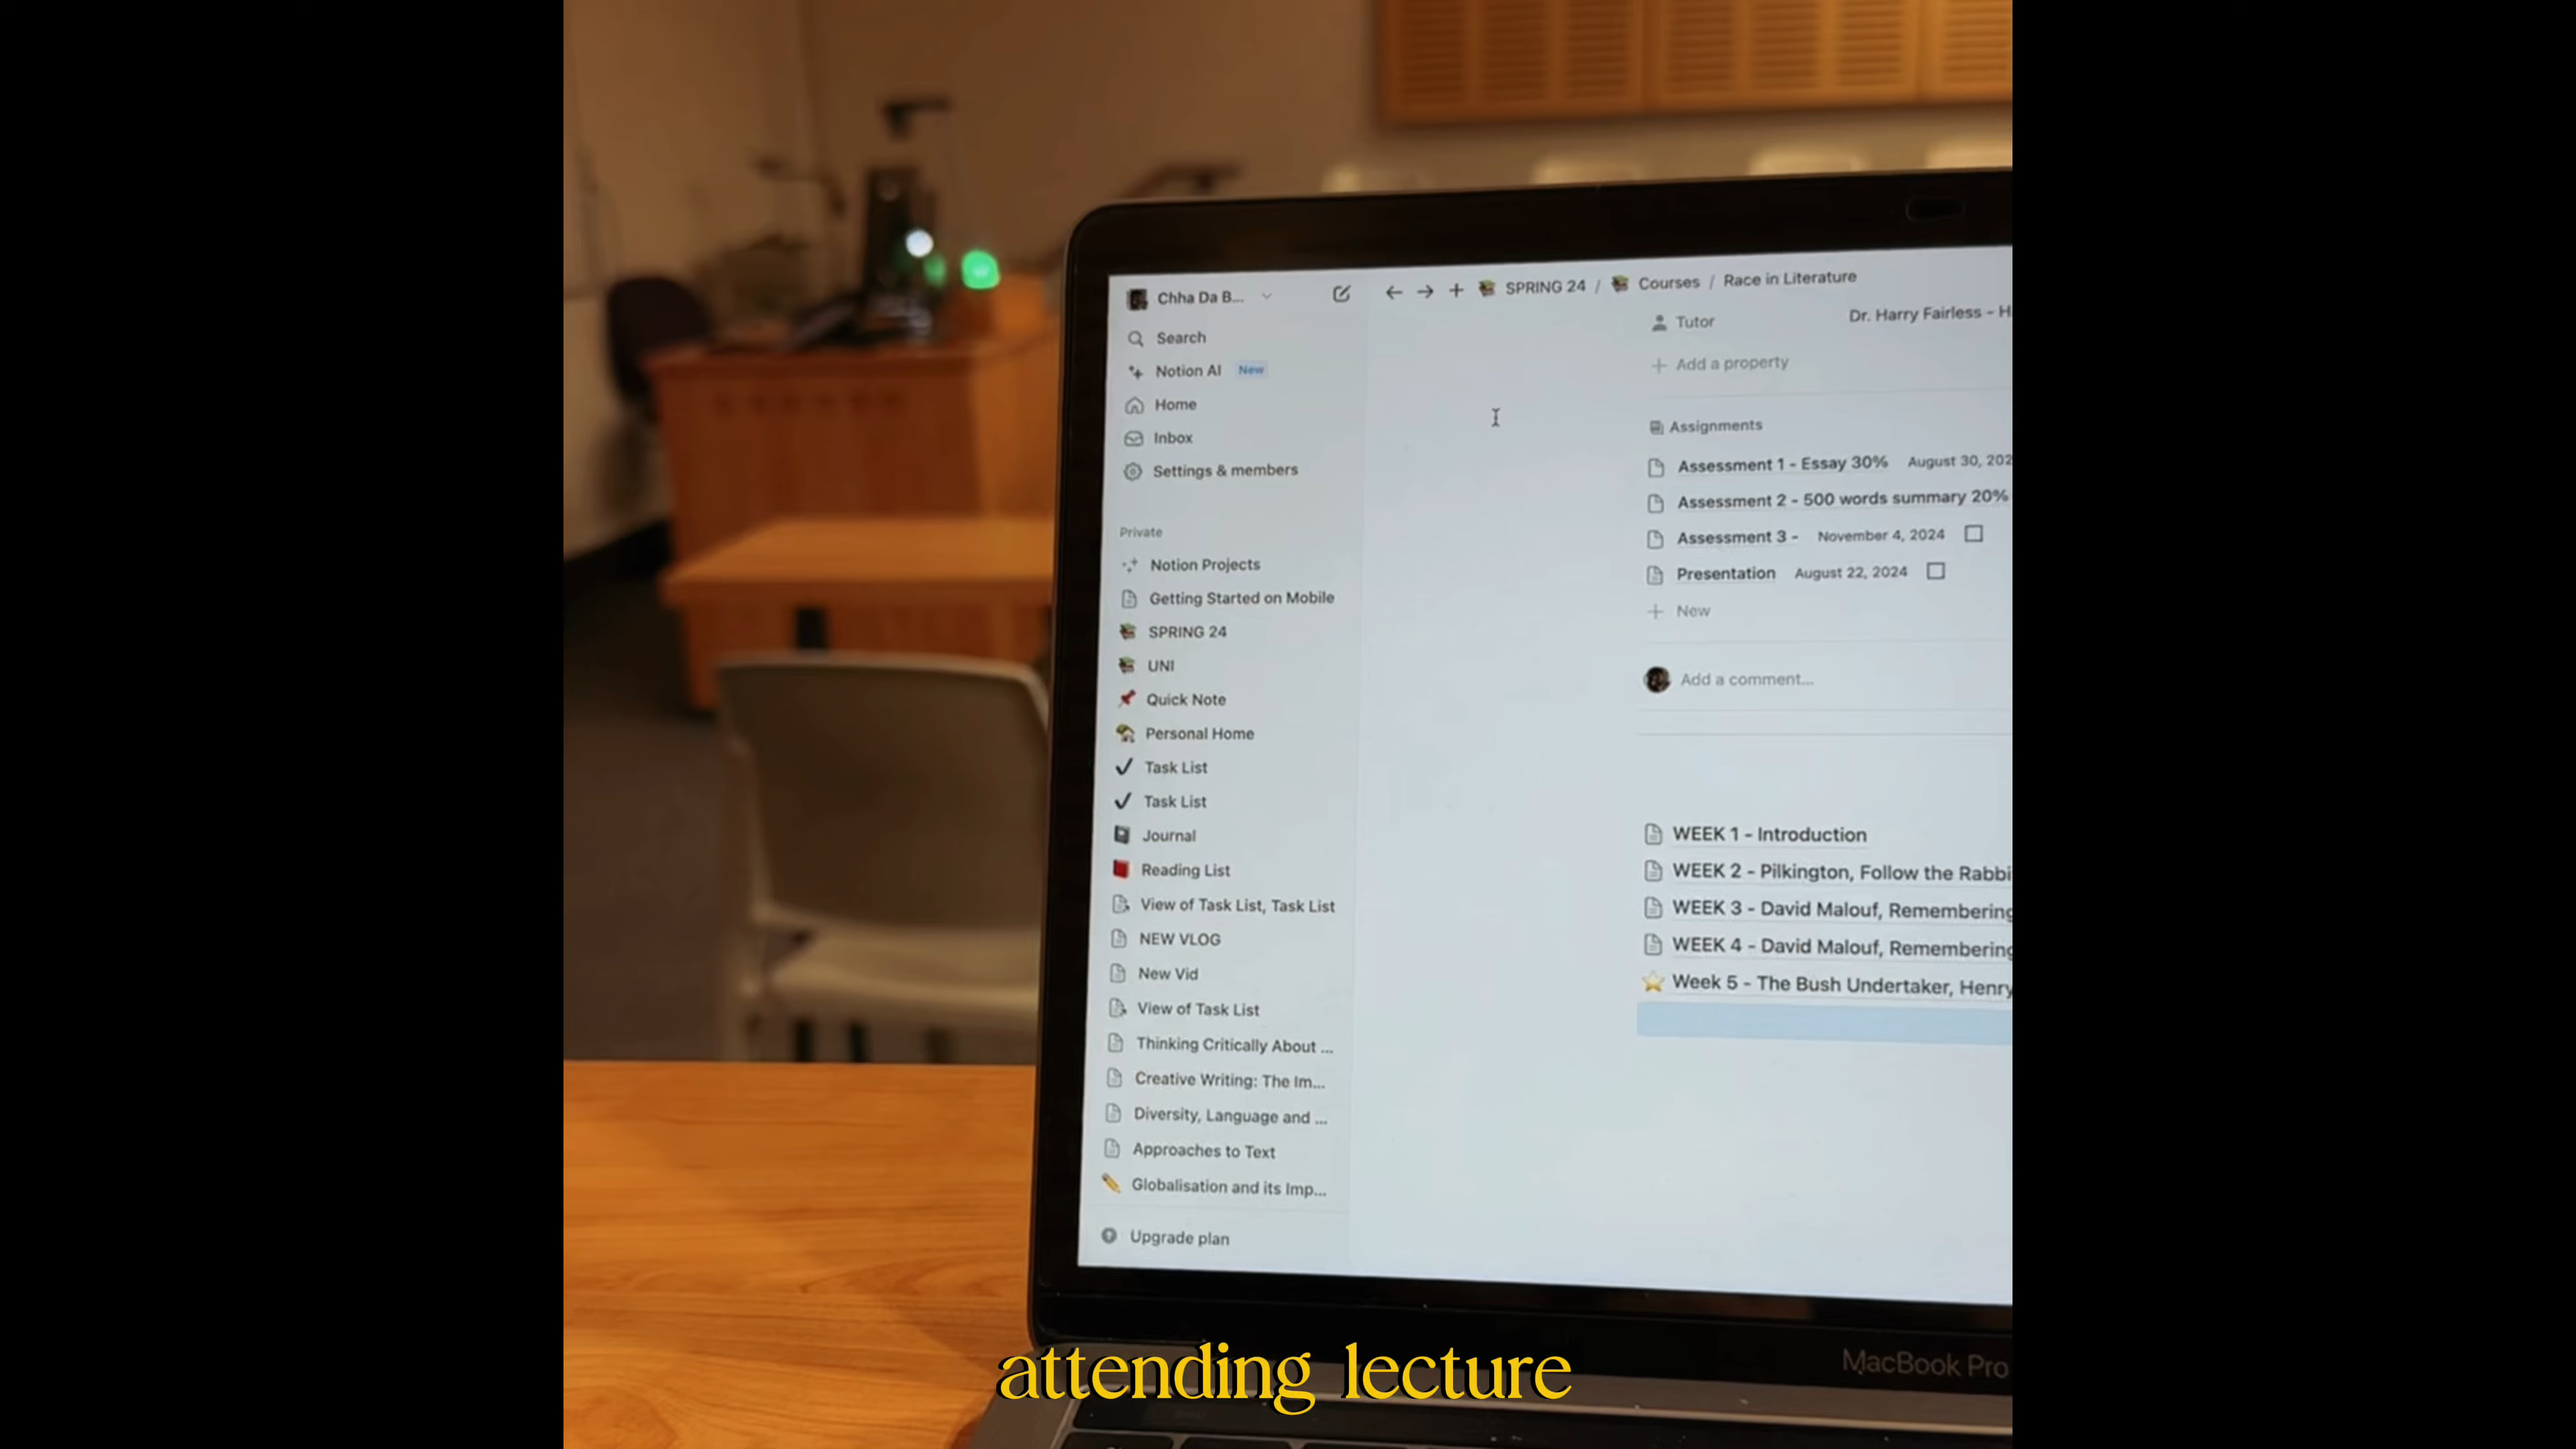 Chha Da B...
Search
Notion AI New
Home
Inbox
Settings & members
Private
Notion Projects
Getting Started on Mobile
SPRING 24
UNI
Quick Note
Personal Home
Task List
Task List
Journal
Reading List
View of Task List, Task List
NEW VLOG
New Vid
View of Task List
Thinking Critically About ...
Creative Writing: The Im...
Diversity, Language and ...
Approaches to Text
Globalisation and its Imp...
Upgrade plan
SPRING 24 / Courses / Race in Literature
Tutor Dr. Harry Fairless - H
Add a property
Assignments
Assessment 1 - Essay 30% August 30, 202
Assessment 2 - 500 words summary 20%
Assessment 3 - November 4, 2024
Presentation August 22, 2024
New
Add a comment...
WEEK 1 - Introduction
WEEK 2 - Pilkington, Follow the Rabbi
WEEK 3 - David Malouf, Remembering
WEEK 4 - David Malouf, Remembering
Week 5 - The Bush Undertaker, Henry
MacBook Pro
attending lecture